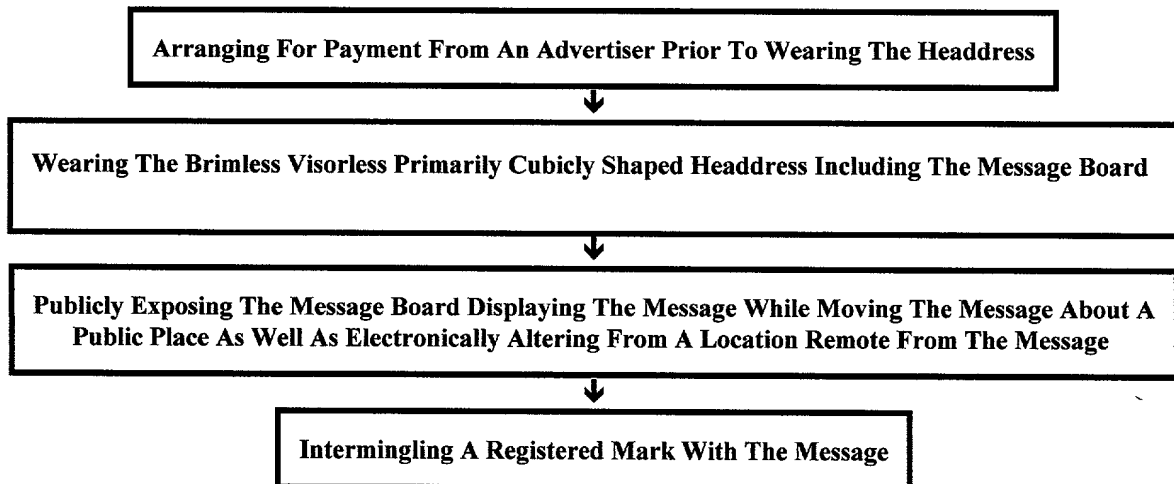 Arranging For Payment From An Advertiser Prior To Wearing The Headdress
Wearing The Brimless Visorless Primarily Cubicly Shaped Headdress Including The Message Board
Publicly Exposing The Message Board Displaying The Message While Moving The Message About A
Public Place As Well As Electronically Altering From A Location Remote From The Message
Intermingling A Registered Mark With The Message